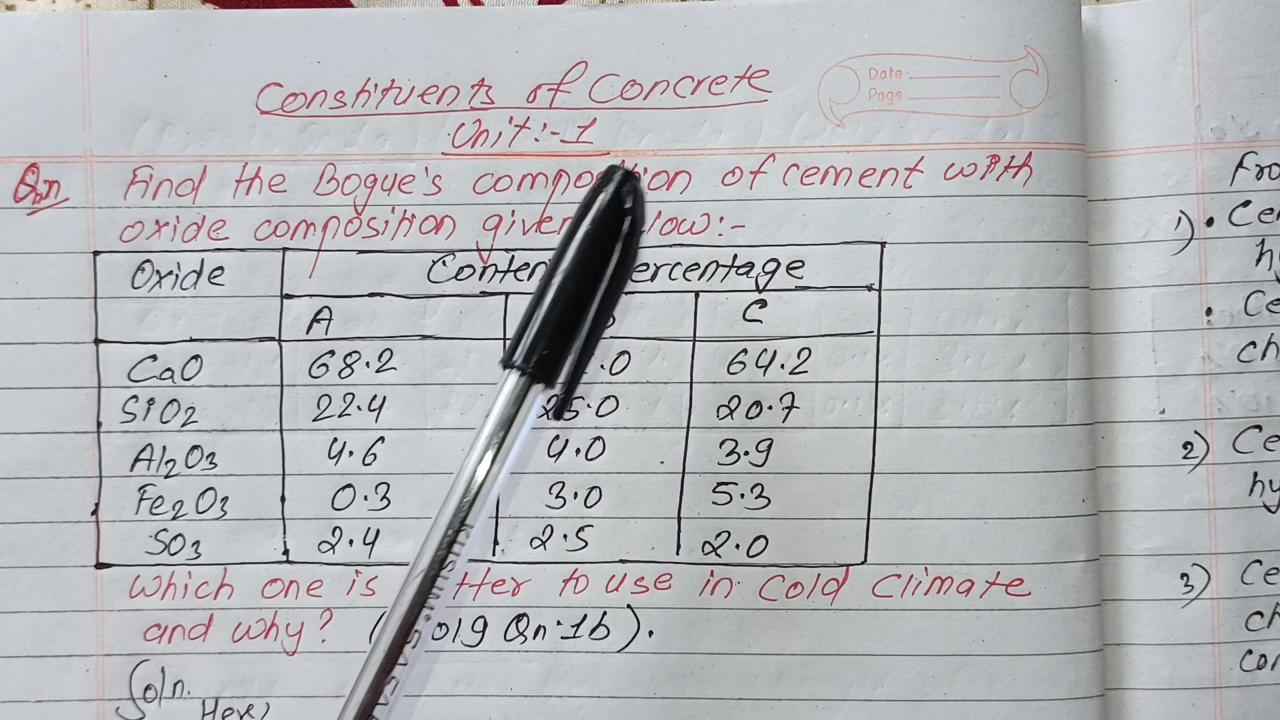 Constituents of Concrete
Date
Page
Unit:-1
Qn Find the Bogue's composition of cement with
oxide composition given low:-
Oxide Conten ercentage
A C
CaO 68.2 .0 64.2
SiO2 22.4 25.0 20.7
Al2O3 4.6 4.0 3.9
Fe2O3 0.3 3.0 5.3
SO3 2.4 2.5 2.0
Which one is tter to use in cold climate
and why? ( 019 Qn.1b).
Soln.
Here,
Fro
1) • Ce
h
• Ce
ch
2) Ce
hy
3) Ce
ch
cor